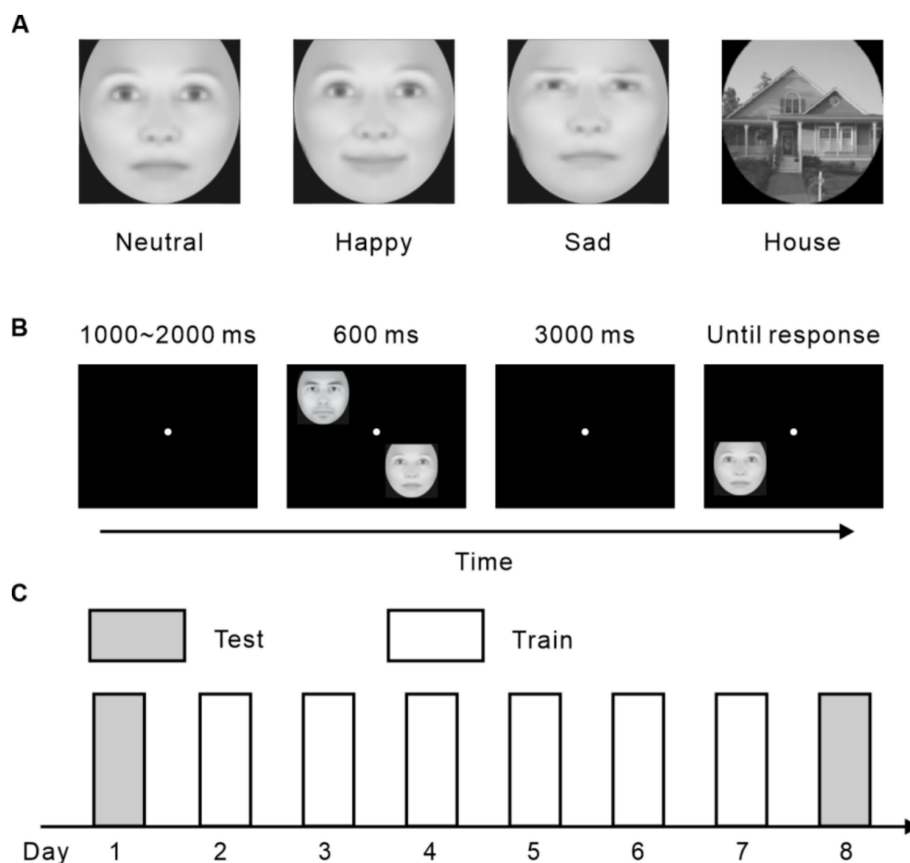 A
Neutral Happy Sad House
B
1000~2000 ms 600 ms 3000 ms Until response
Time
C
Test Train
Day 1 2 3 4 5 6 7 8